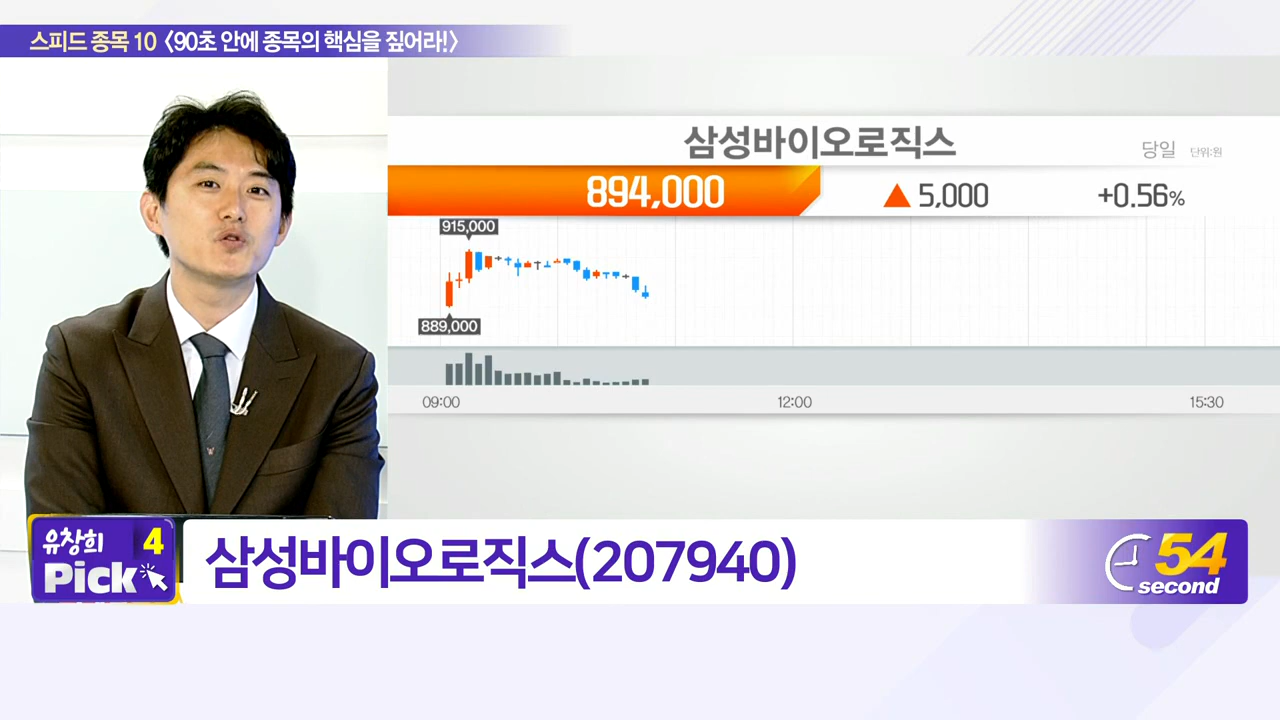 스피드 종목 10 〈90초 안에 종목의 핵심을 짚어라!〉
삼성바이오로직스
당일 단위:원
894,000 ▲ 5,000 +0.56%
915,000
889,000
09:00 12:00 15:30
유창희 4
Pick
삼성바이오로직스(207940)
54
second